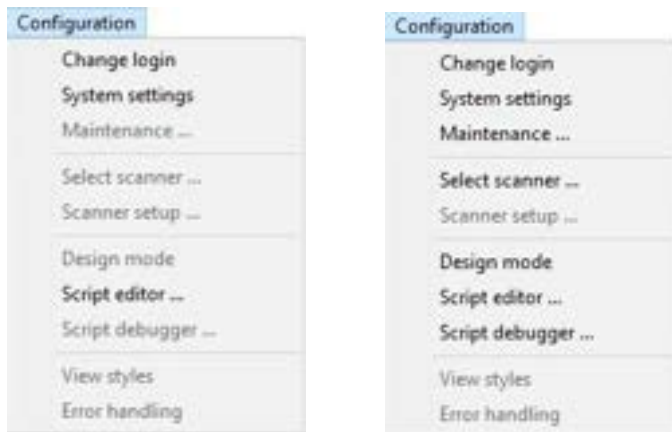 Configuration
Change login
System settings
Maintenance ...
Select scanner ...
Scanner setup ...
Design mode
Script editor ...
Script debugger ...
View styles
Error handling
Configuration
Change login
System settings
Maintenance ...
Select scanner ...
Scanner setup ...
Design mode
Script editor ...
Script debugger ...
View styles
Error handling